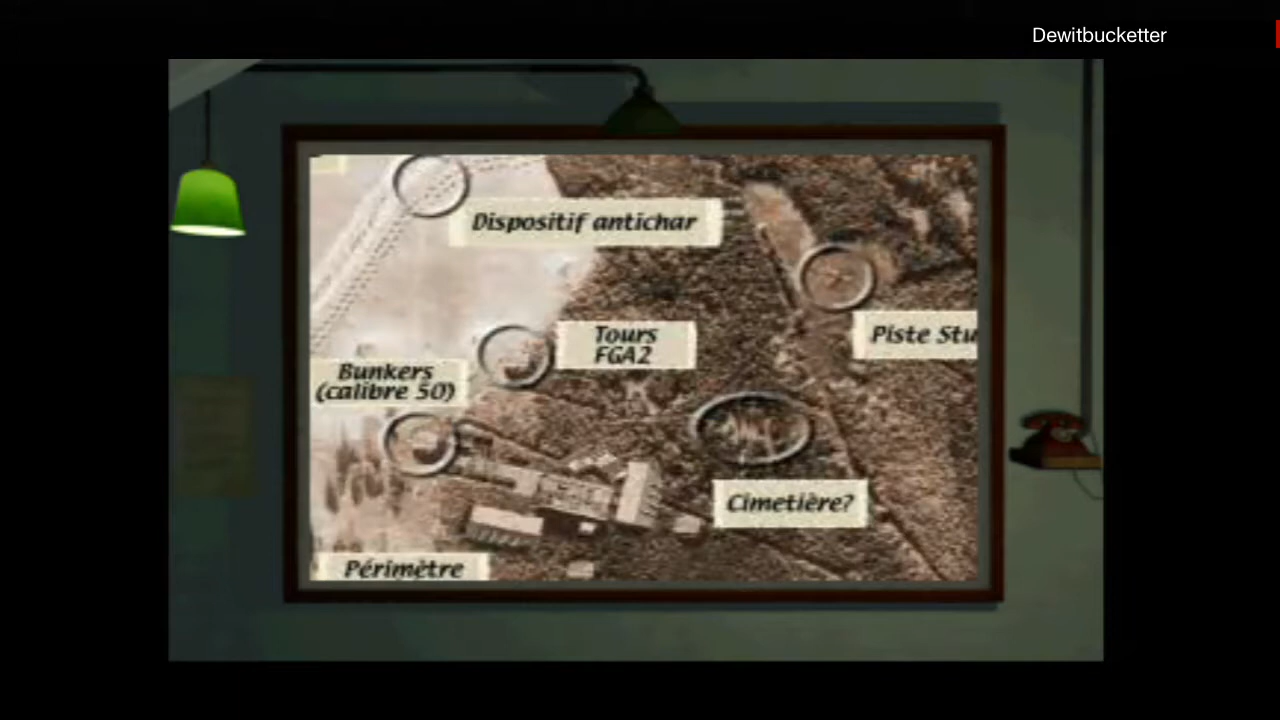 Dewitbucketter
Dispositif antichar
Tours
FGA2
Piste Stu
Bunkers
(calibre 50)
Cimetière?
Périmètre